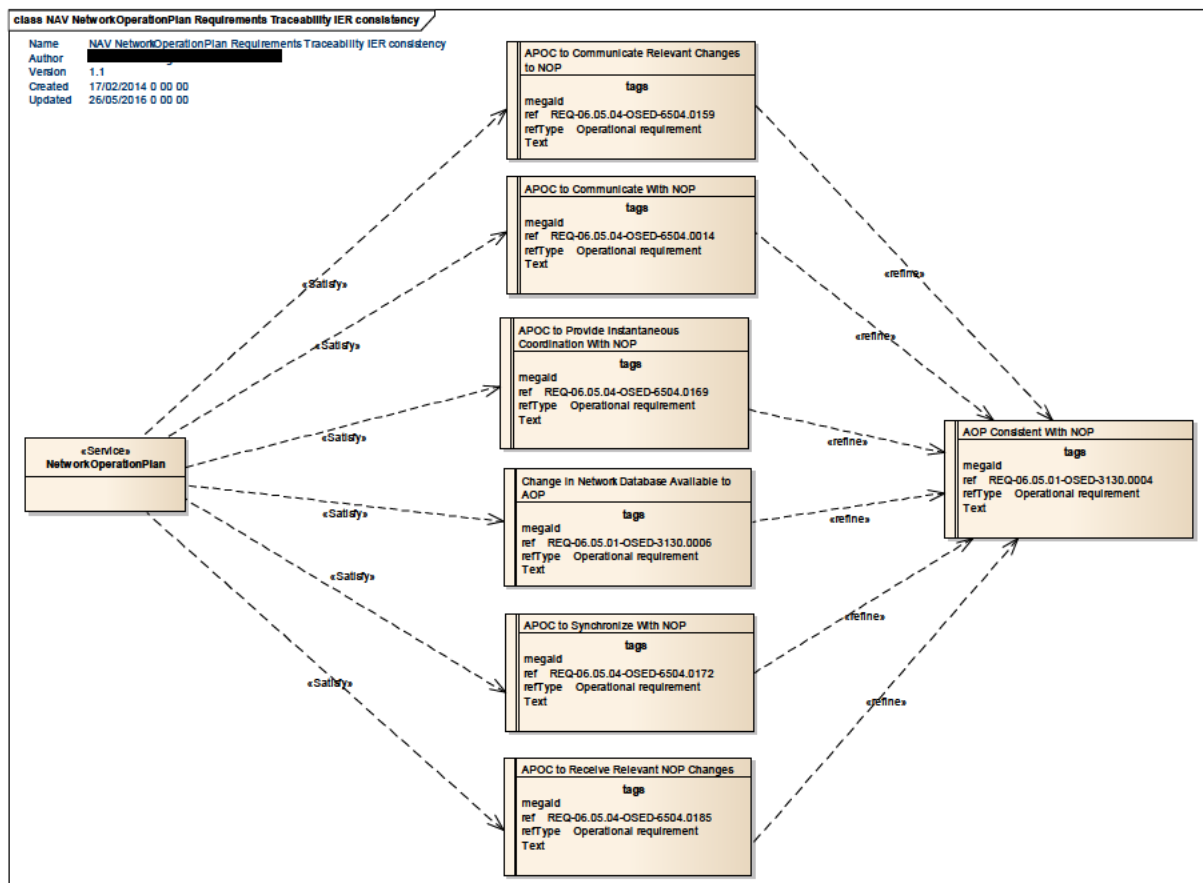 class NAV NetworkOperationPlan Requirements Traceability IER consistency
Name NAV NetworkOperationPlan Requirements Traceability IER consistency
Author
Version 1.1
Created 17/02/2014 0 00 00
Updated 26/05/2016 0 00 00
APOC to Communicate Relevant Changes
to NOP
tags
megaId
ref REQ-06.05.04-OSED-6504.0159
refType Operational requirement
Text
APOC to Communicate With NOP
tags
megaId
ref REQ-06.05.04-OSED-6504.0014
refType Operational requirement
Text
«Satisfy»
«refine»
APOC to Provide Instantaneous
Coordination With NOP
tags
megaId
ref REQ-06.05.04-OSED-6504.0169
refType Operational requirement
Text
«Satisfy»
«refine»
«Satisfy»
«refine»
«Service»
NetworkOperationPlan
AOP Consistent With NOP
tags
megaId
ref REQ-06.05.01-OSED-3130.0004
refType Operational requirement
Text
Change in Network Database Available to
AOP
tags
megaId
ref REQ-06.05.01-OSED-3130.0006
refType Operational requirement
Text
«Satisfy»
«refine»
«Satisfy»
«refine»
APOC to Synchronize With NOP
tags
megaId
ref REQ-06.05.04-OSED-6504.0172
refType Operational requirement
Text
«Satisfy»
«refine»
APOC to Receive Relevant NOP Changes
tags
megaId
ref REQ-06.05.04-OSED-6504.0185
refType Operational requirement
Text